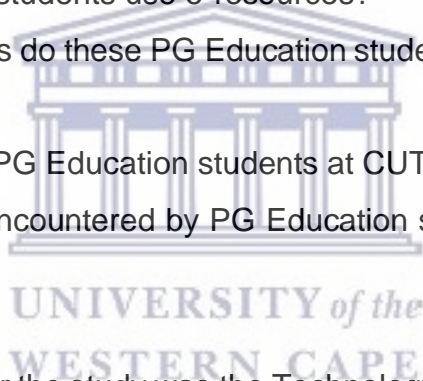 students use e-resources?
s do these PG Education stude
PG Education students at CUT
ncountered by PG Education s
UNIVERSITY of the
WESTERN CAPE
r the study was the Technology